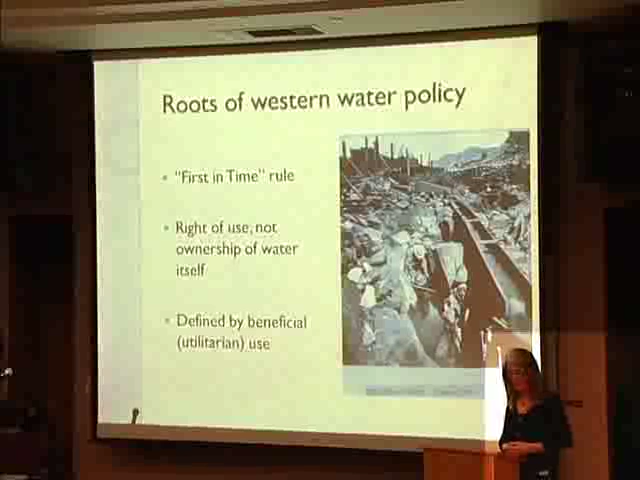 Roots of western water policy
• "First in Time" rule
• Right of use, not
ownership of water
itself
• Defined by beneficial
(utilitarian) use